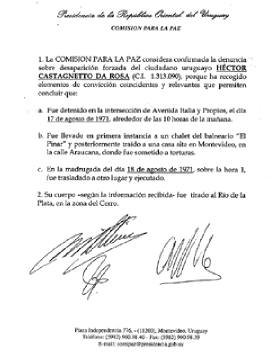 Presidencia de la República Oriental del Uruguay
COMISION PARA LA PAZ
1. La COMISION PARA LA PAZ considera confirmada la denuncia
sobre desaparición forzada del ciudadano uruguayo HÉCTOR
CASTAGNETTO DA ROSA (C.I. 1.313.090), porque ha recogido
elementos de convicción coincidentes y relevantes que permiten
concluir que:
a. Fue detenido en la intersección de Avenida Italia y Propios, el día
17 de agosto de 1971, alrededor de las 10 horas de la mañana.
b. Fue llevado en primera instancia a un chalet del balneario "El
Pinar" y posteriormente traído a una casa sita en Montevideo, en
la calle Araucana, donde fue sometido a torturas.
c. En la madrugada del día 18 de agosto de 1971, sobre la hora 1,
fue trasladado a otro lugar y ejecutado.
2. Su cuerpo -según la información recibida- fue tirado al Río de la
Plata, en la zona del Cerro.
Plaza Independencia 776, - (11200), Montevideo, Uruguay
Teléfono: (5982) 900.98.40 - Fax: (5982) 900.98.39
E-mail: compaz@presidencia.gub.uy